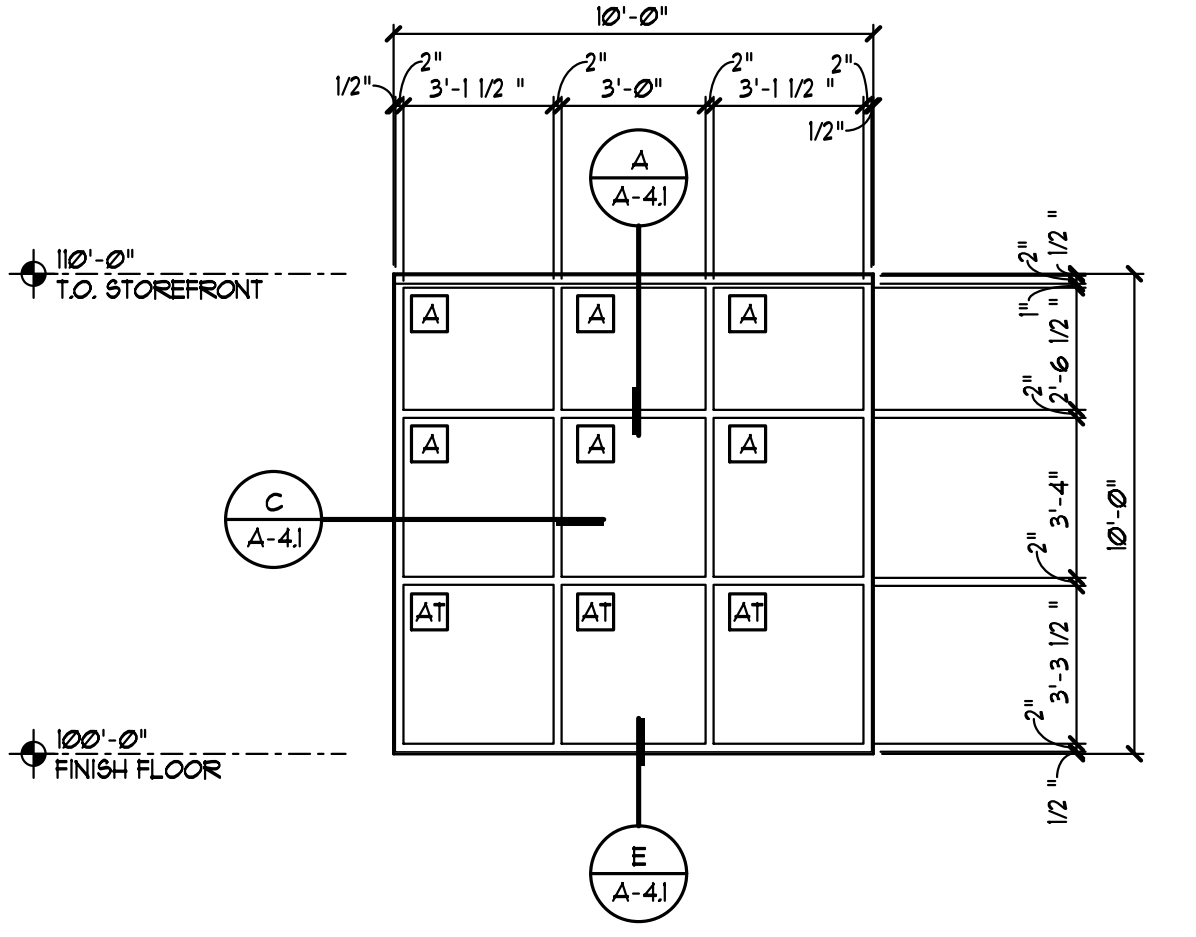 10'-0"
2" 2" 2" 2"
1/2" 3'-1 1/2 " 3'-0" 3'-1 1/2 "
1/2"
A
A-4.1
110'-0"
T.O. STOREFRONT
1/2 "
2"
1"
2'-6 1/2 "
2"
A A A
A A A
3'-4"
10'-0"
C
A-4.1
2"
AT AT AT
3'-3 1/2 "
2"
100'-0"
FINISH FLOOR
1/2 "
E
A-4.1